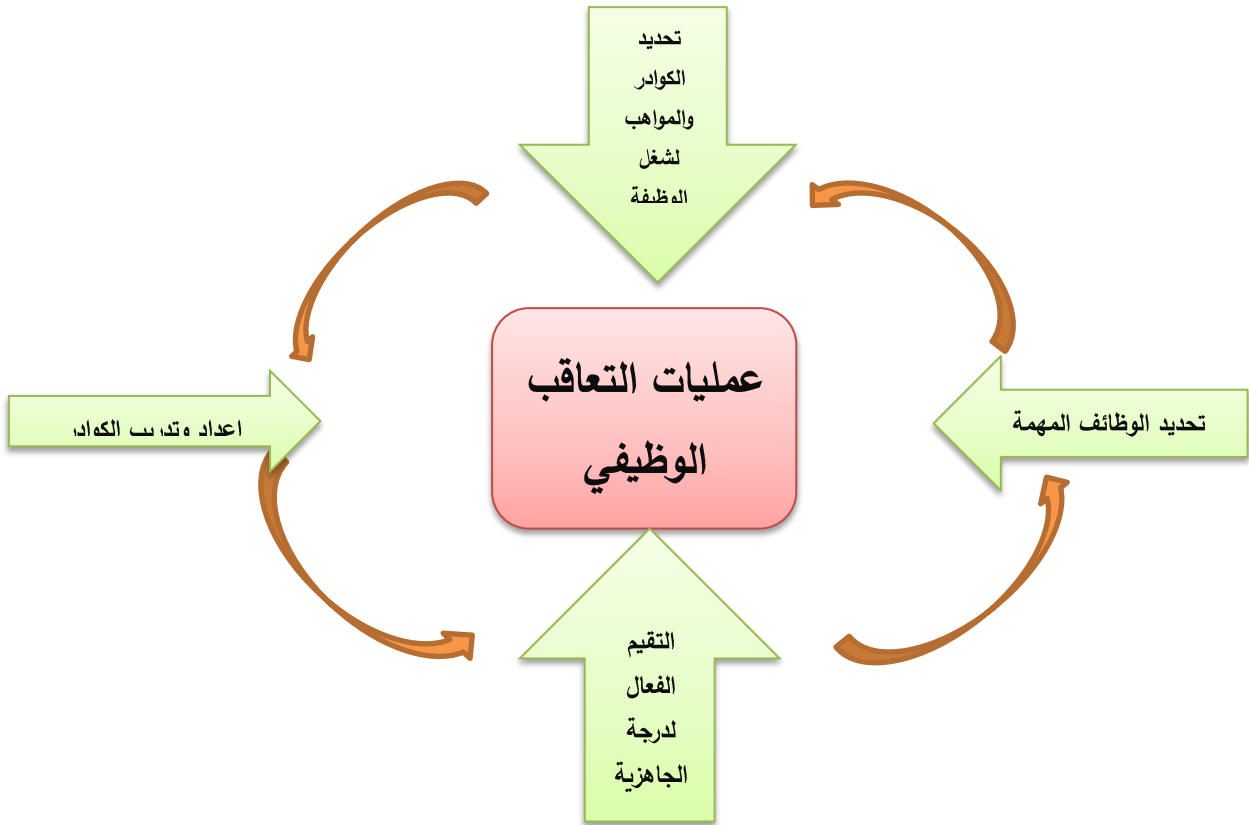 تحديد
الكوادر
والمواهب
لشغل
الوظيفة
عمليات التعاقب
الوظيفي
تحديد الوظائف المهمة
اعداد وتدريب الكوادر
التقيم
الفعال
لدرجة
الجاهزية